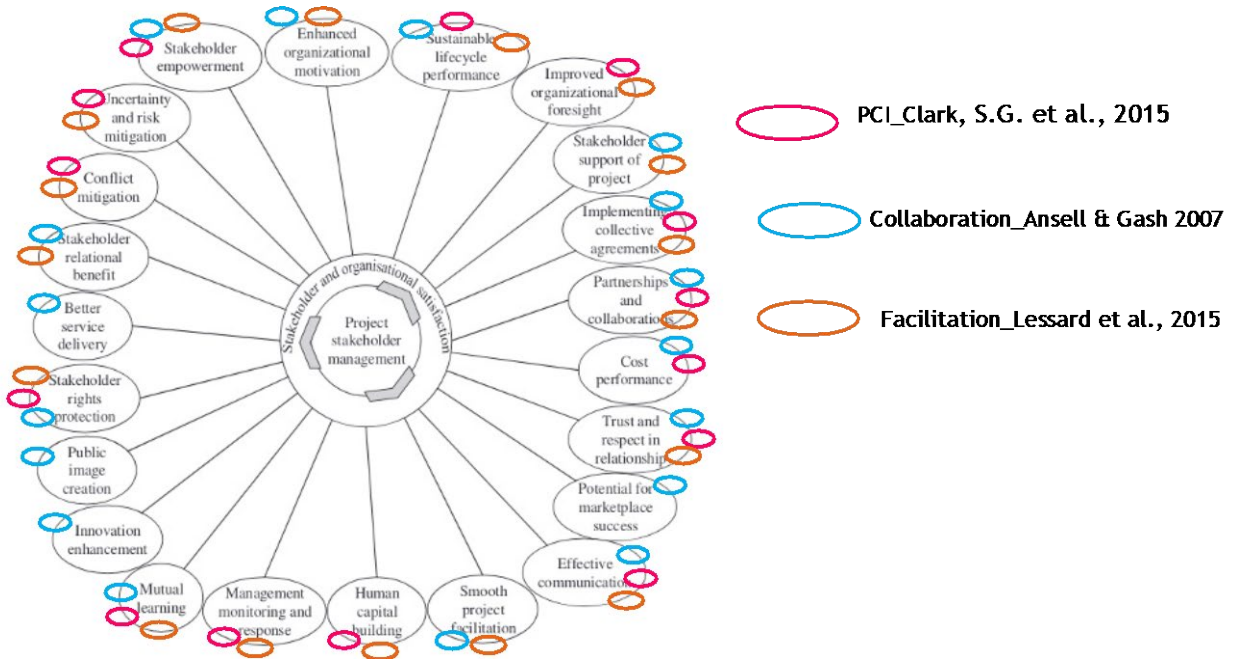 Stakeholder
empowerment
Enhanced
organizational
motivation
Sustainable
lifecycle
performance
Improved
organizational
foresight
Stakeholder
support of
project
Implementing
collective
agreements
Partnerships
and
collaborations
Cost
performance
Trust and
respect in
relationship
Potential for
marketplace
success
Effective
communication
Smooth
project
facilitation
Human
capital
building
Management
monitoring and
response
Mutual
learning
Innovation
enhancement
Public
image
creation
Stakeholder
rights
protection
Better
service
delivery
Stakeholder
relational
benefit
Conflict
mitigation
Uncertainty
and risk
mitigation
Stakeholder and organisational satisfaction
Project
stakeholder
management
PCI_Clark, S.G. et al., 2015
Collaboration_Ansell & Gash 2007
Facilitation_Lessard et al., 2015